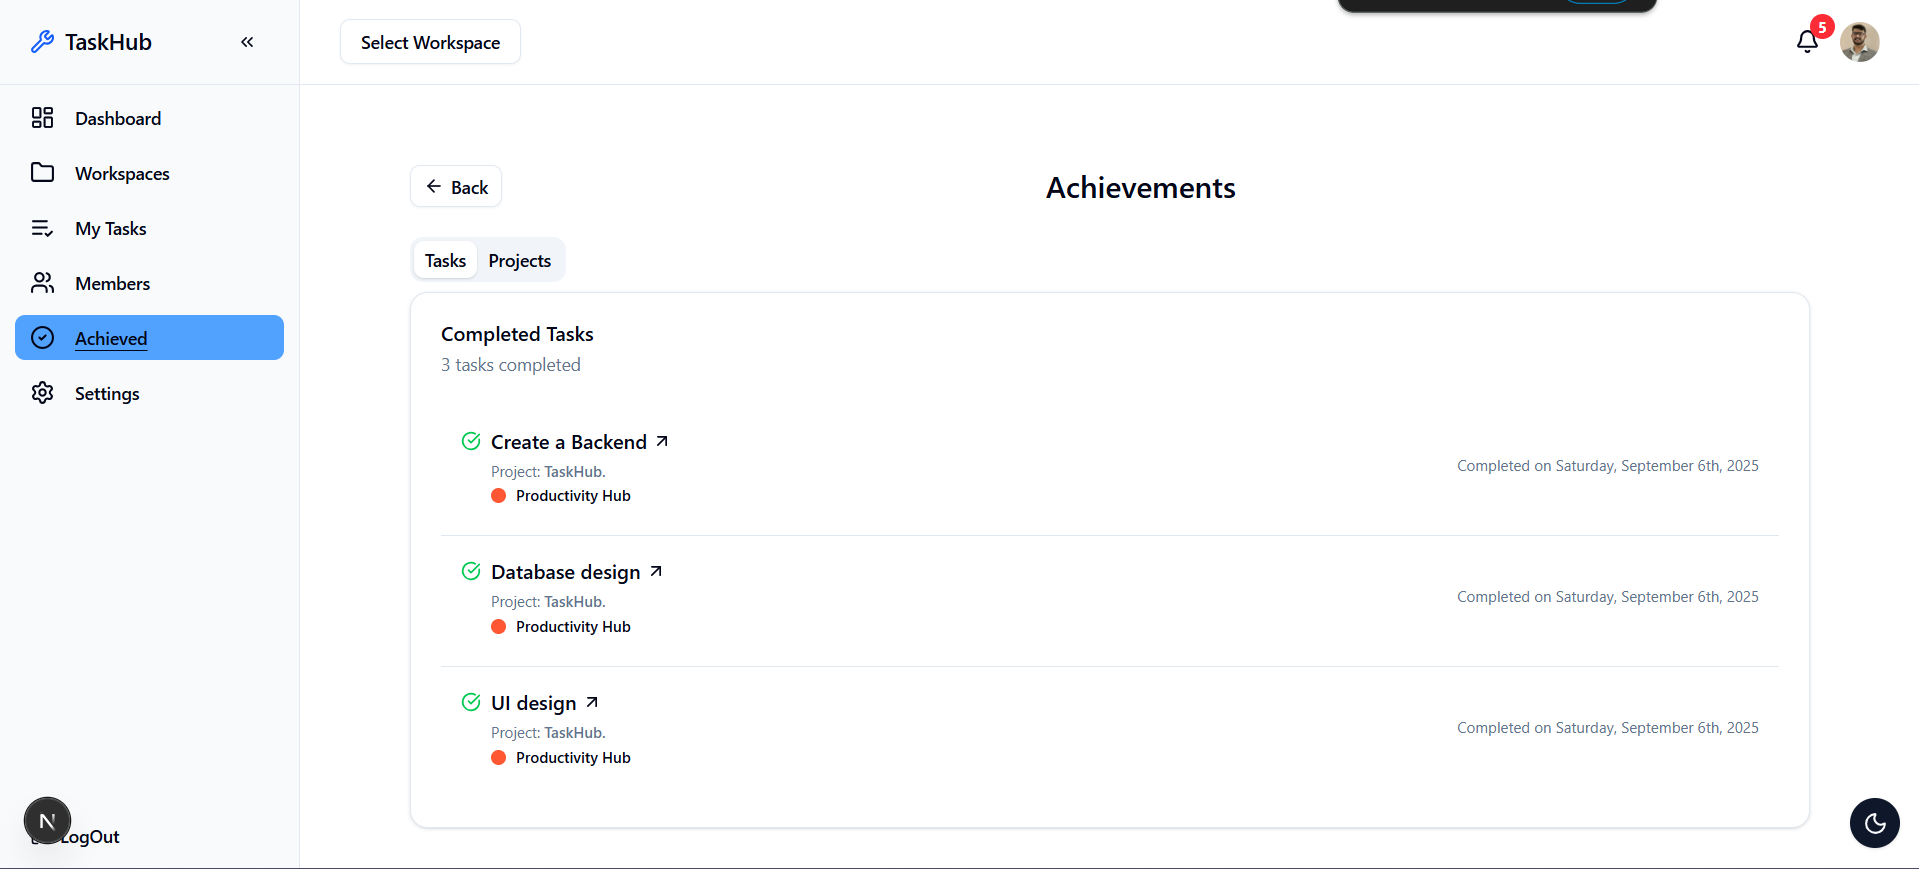 TaskHub
Select Workspace
5
Dashboard
Workspaces
My Tasks
Members
Achieved
Settings
LogOut
N
Back
Achievements
Tasks
Projects
Completed Tasks
3 tasks completed
Create a Backend
Project: TaskHub.
Productivity Hub
Completed on Saturday, September 6th, 2025
Database design
Project: TaskHub.
Productivity Hub
Completed on Saturday, September 6th, 2025
UI design
Project: TaskHub.
Productivity Hub
Completed on Saturday, September 6th, 2025